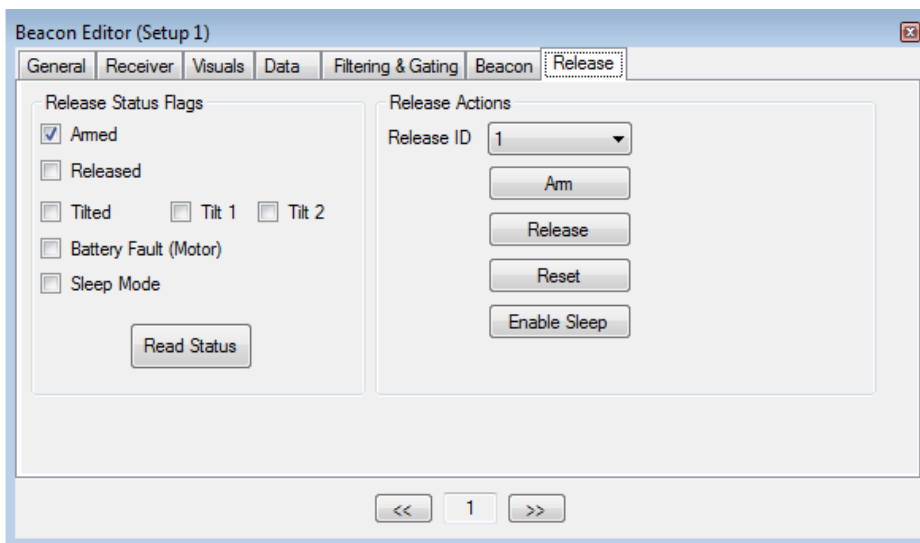 Beacon Editor (Setup 1)
General Receiver Visuals Data Filtering & Gating Beacon Release
Release Status Flags
Armed
Released
Tilted Tilt 1 Tilt 2
Battery Fault (Motor)
Sleep Mode
Read Status
Release Actions
Release ID 1
Arm
Release
Reset
Enable Sleep
<< 1 >>